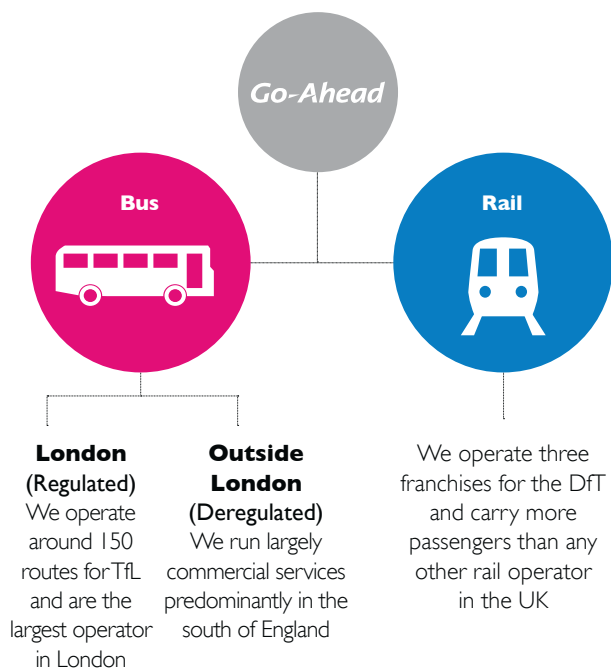 Go-Ahead
Bus
Rail
London
(Regulated)
We operate
around 150
routes for TfL
and are the
largest operator
in London
Outside
London
(Deregulated)
We run largely
commercial services
predominantly in the
south of England
We operate three
franchises for the DfT
and carry more
passengers than any
other rail operator
in the UK